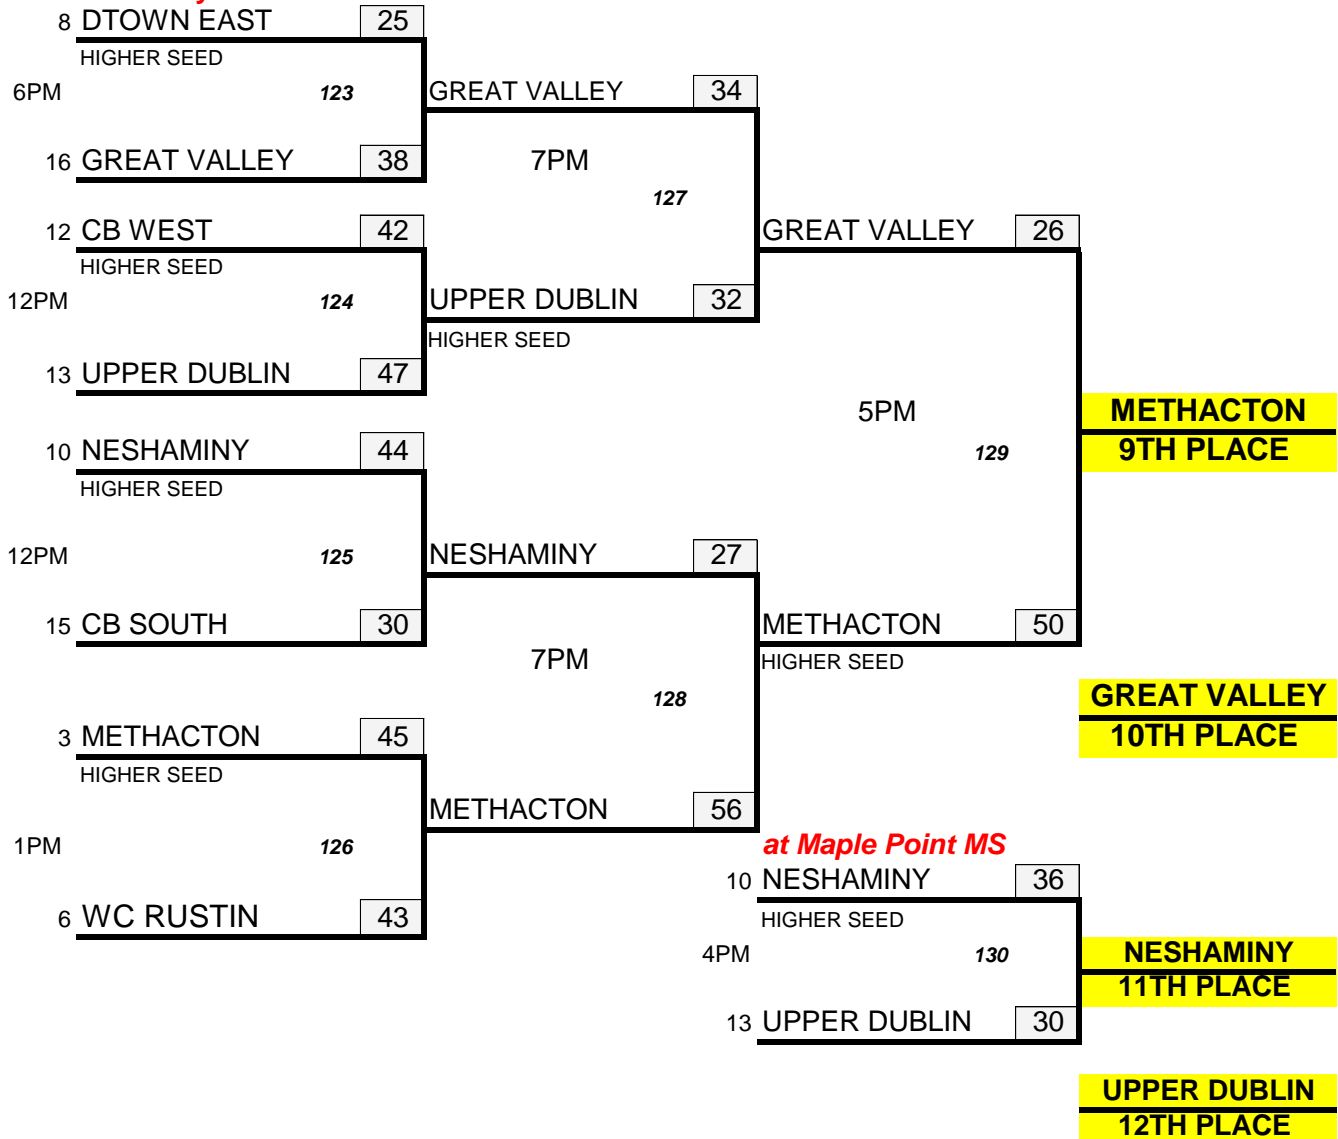 8 DTOWN EAST 25
HIGHER SEED
6PM 123 GREAT VALLEY 34
16 GREAT VALLEY 38 7PM
127
12 CB WEST 42 GREAT VALLEY 26
HIGHER SEED
12PM 124 UPPER DUBLIN 32
HIGHER SEED
13 UPPER DUBLIN 47
5PM METHACTON
10 NESHAMINY 44 129 9TH PLACE
HIGHER SEED
12PM 125 NESHAMINY 27
15 CB SOUTH 30 METHACTON 50
7PM HIGHER SEED
128 GREAT VALLEY
3 METHACTON 45 10TH PLACE
HIGHER SEED
METHACTON 56
1PM 126 at Maple Point MS
10 NESHAMINY 36
6 WC RUSTIN 43 HIGHER SEED
4PM 130 NESHAMINY
11TH PLACE
13 UPPER DUBLIN 30
UPPER DUBLIN
12TH PLACE